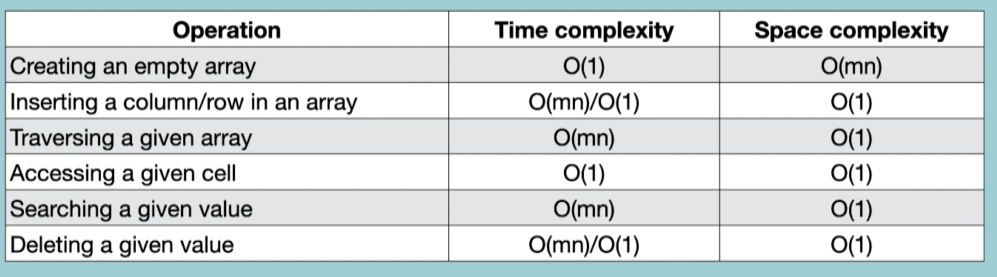 Operation Time complexity Space complexity
Creating an empty array O(1) O(mn)
Inserting a column/row in an array O(mn)/O(1) O(1)
Traversing a given array O(mn) O(1)
Accessing a given cell O(1) O(1)
Searching a given value O(mn) O(1)
Deleting a given value O(mn)/O(1) O(1)